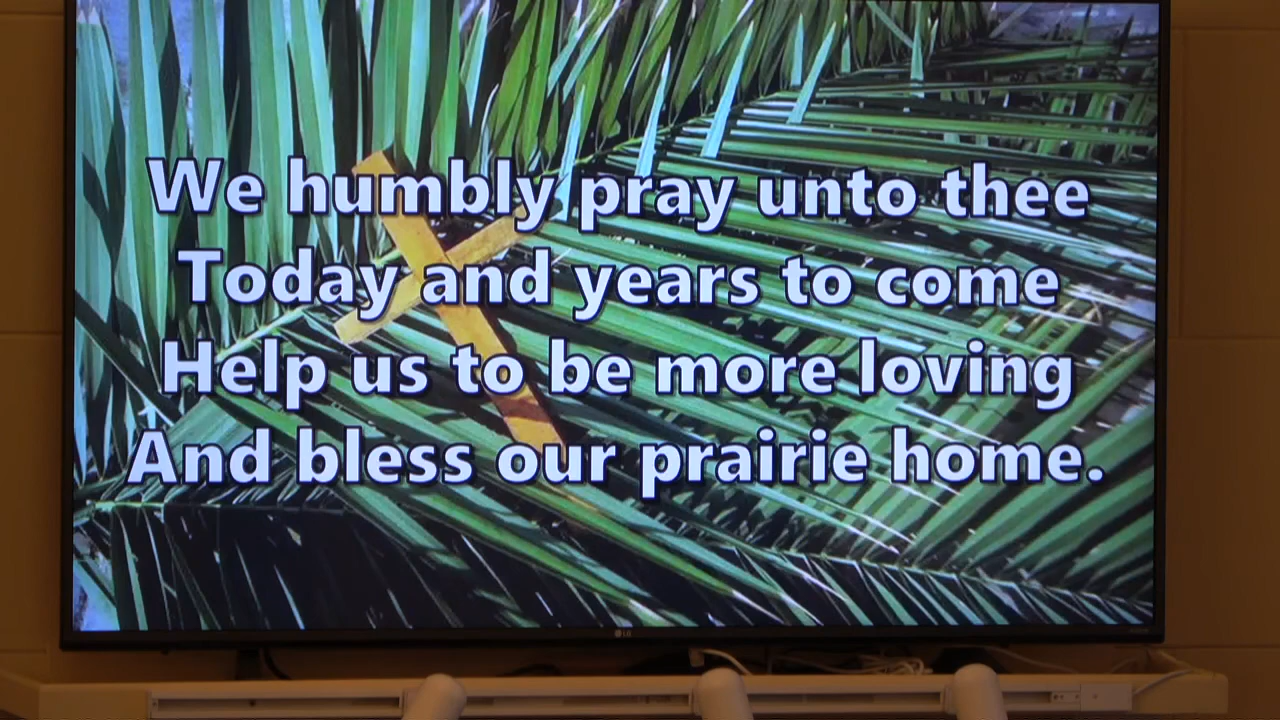 We humbly pray unto thee
Today and years to come
Help us to be more loving
And bless our prairie home.
LG